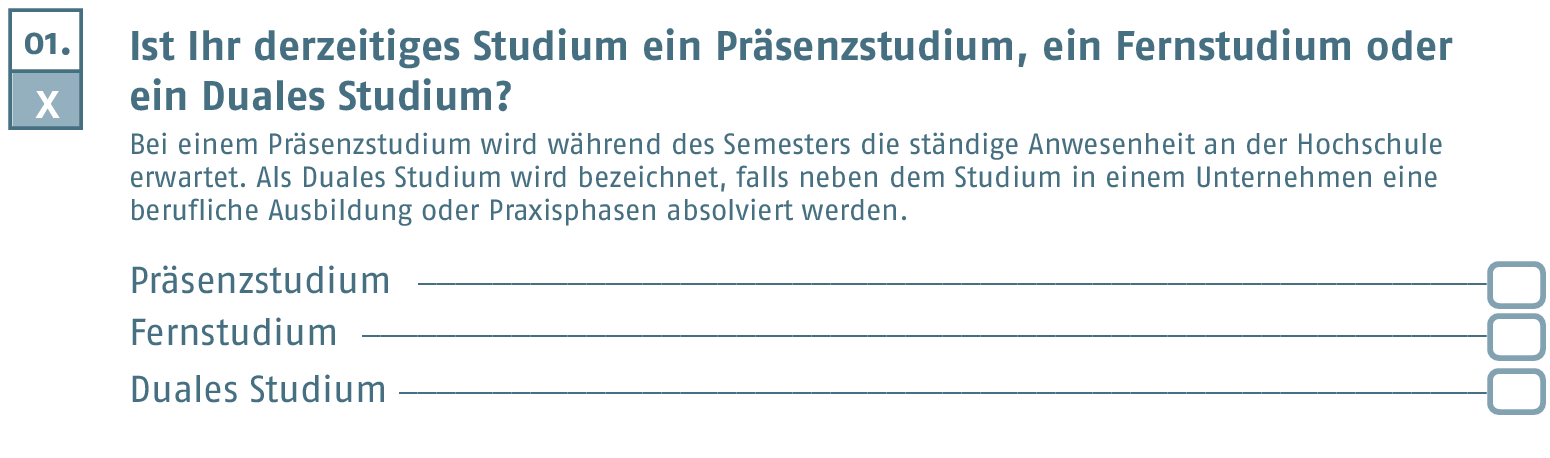 01.
X
Ist Ihr derzeitiges Studium ein Präsenzstudium, ein Fernstudium oder
ein Duales Studium?
Bei einem Präsenzstudium wird während des Semesters die ständige Anwesenheit an der Hochschule
erwartet. Als Duales Studium wird bezeichnet, falls neben dem Studium in einem Unternehmen eine
berufliche Ausbildung oder Praxisphasen absolviert werden.
Präsenzstudium
Fernstudium
Duales Studium